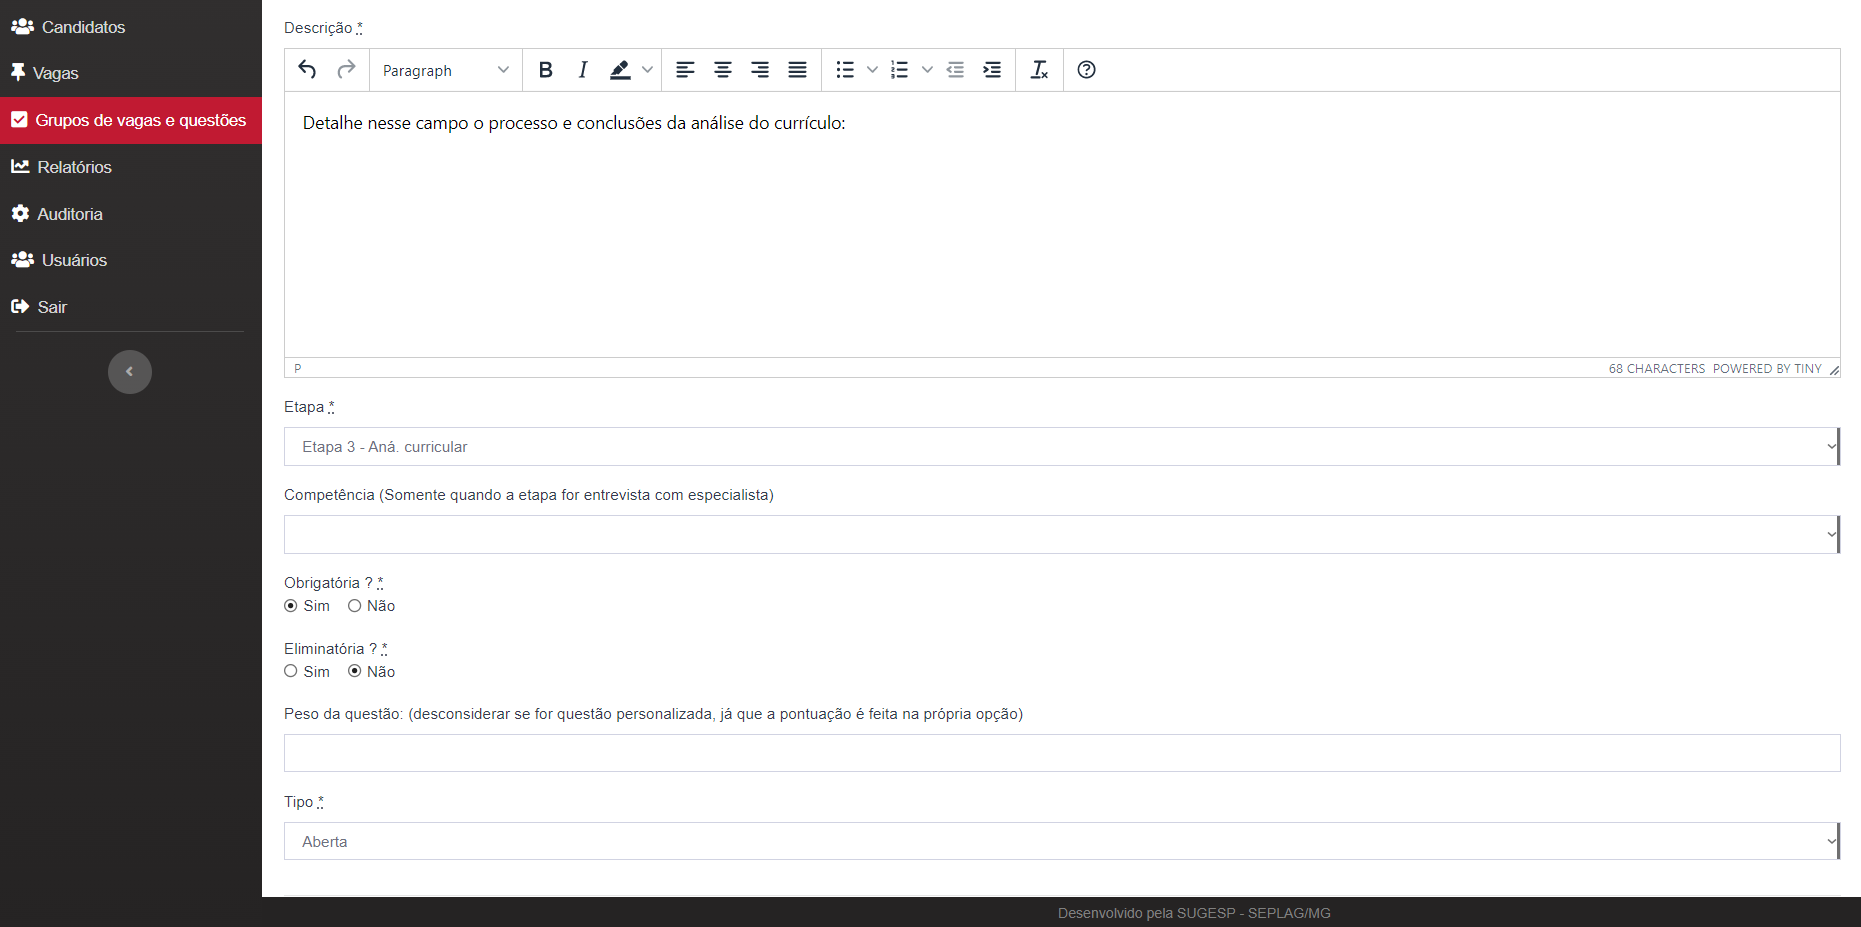 Candidatos
Vagas
Grupos de vagas e questões
Relatórios
Auditoria
Usuários
Sair
Descrição *
Paragraph
Detalhe nesse campo o processo e conclusões da análise do currículo:
P
68 CHARACTERS POWERED BY TINY
Etapa *
Etapa 3 - Aná. curricular
Competência (Somente quando a etapa for entrevista com especialista)
Obrigatória ? *
Sim Não
Eliminatória ? *
Sim Não
Peso da questão: (desconsiderar se for questão personalizada, já que a pontuação é feita na própria opção)
Tipo *
Aberta
Desenvolvido pela SUGESP - SEPLAG/MG